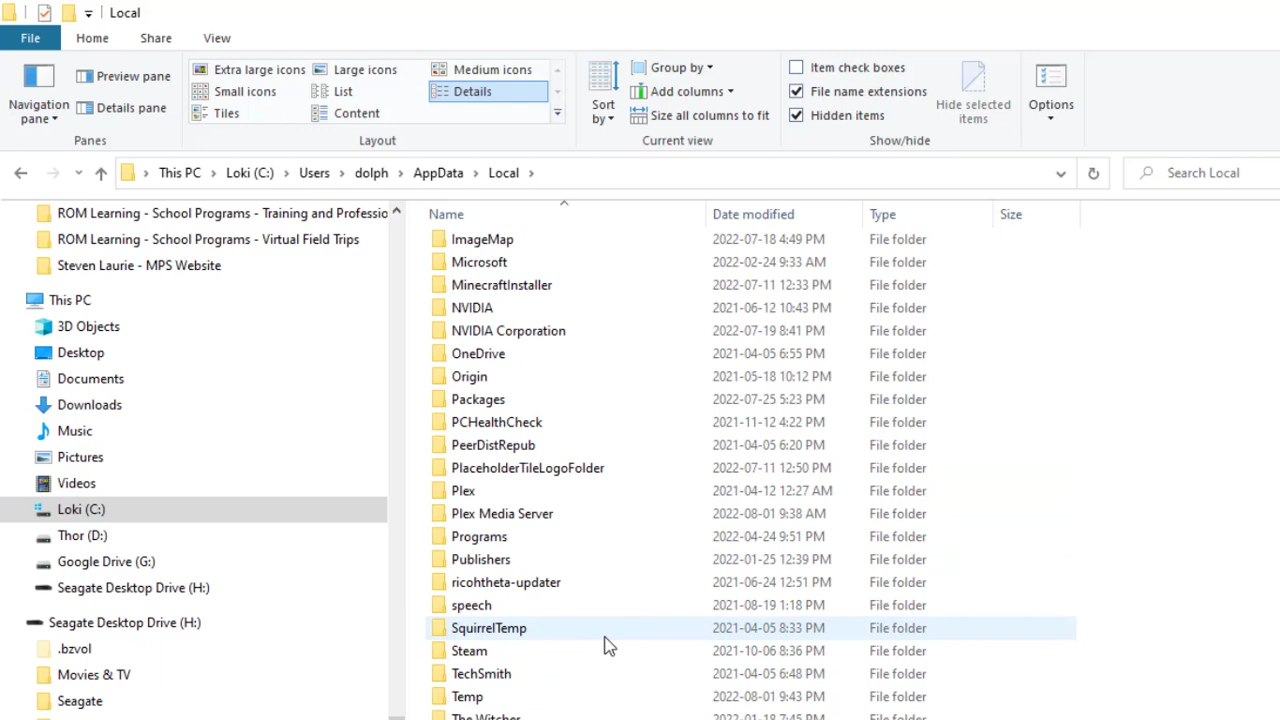 Local
File Home Share View
Navigation pane
Preview pane
Details pane
Panes
Extra large icons Large icons Medium icons
Small icons List Details
Tiles Content
Layout
Sort by
Group by
Add columns
Size all columns to fit
Current view
Item check boxes
File name extensions
Hidden items
Hide selected items
Show/hide
Options
This PC Loki (C:) Users dolph AppData Local
Search Local
ROM Learning - School Programs - Training and Professio
ROM Learning - School Programs - Virtual Field Trips
Steven Laurie - MPS Website
This PC
3D Objects
Desktop
Documents
Downloads
Music
Pictures
Videos
Loki (C:)
Thor (D:)
Google Drive (G:)
Seagate Desktop Drive (H:)
Seagate Desktop Drive (H:)
.bzvol
Movies & TV
Seagate
Name Date modified Type Size
ImageMap 2022-07-18 4:49 PM File folder
Microsoft 2022-02-24 9:33 AM File folder
MinecraftInstaller 2022-07-11 12:33 PM File folder
NVIDIA 2021-06-12 10:43 PM File folder
NVIDIA Corporation 2022-07-19 8:41 PM File folder
OneDrive 2021-04-05 6:55 PM File folder
Origin 2021-05-18 10:12 PM File folder
Packages 2022-07-25 5:23 PM File folder
PCHealthCheck 2021-11-12 4:22 PM File folder
PeerDistRepub 2021-04-05 6:20 PM File folder
PlaceholderTileLogoFolder 2022-07-11 12:50 PM File folder
Plex 2021-04-12 12:27 AM File folder
Plex Media Server 2022-08-01 9:38 AM File folder
Programs 2022-04-24 9:51 PM File folder
Publishers 2022-01-25 12:39 PM File folder
ricohtheta-updater 2021-06-24 12:51 PM File folder
speech 2021-08-19 1:18 PM File folder
SquirrelTemp 2021-04-05 8:33 PM File folder
Steam 2021-10-06 8:36 PM File folder
TechSmith 2021-04-05 6:48 PM File folder
Temp 2022-08-01 9:43 PM File folder
The Witcher 2022-01-18 7:45 PM File folder